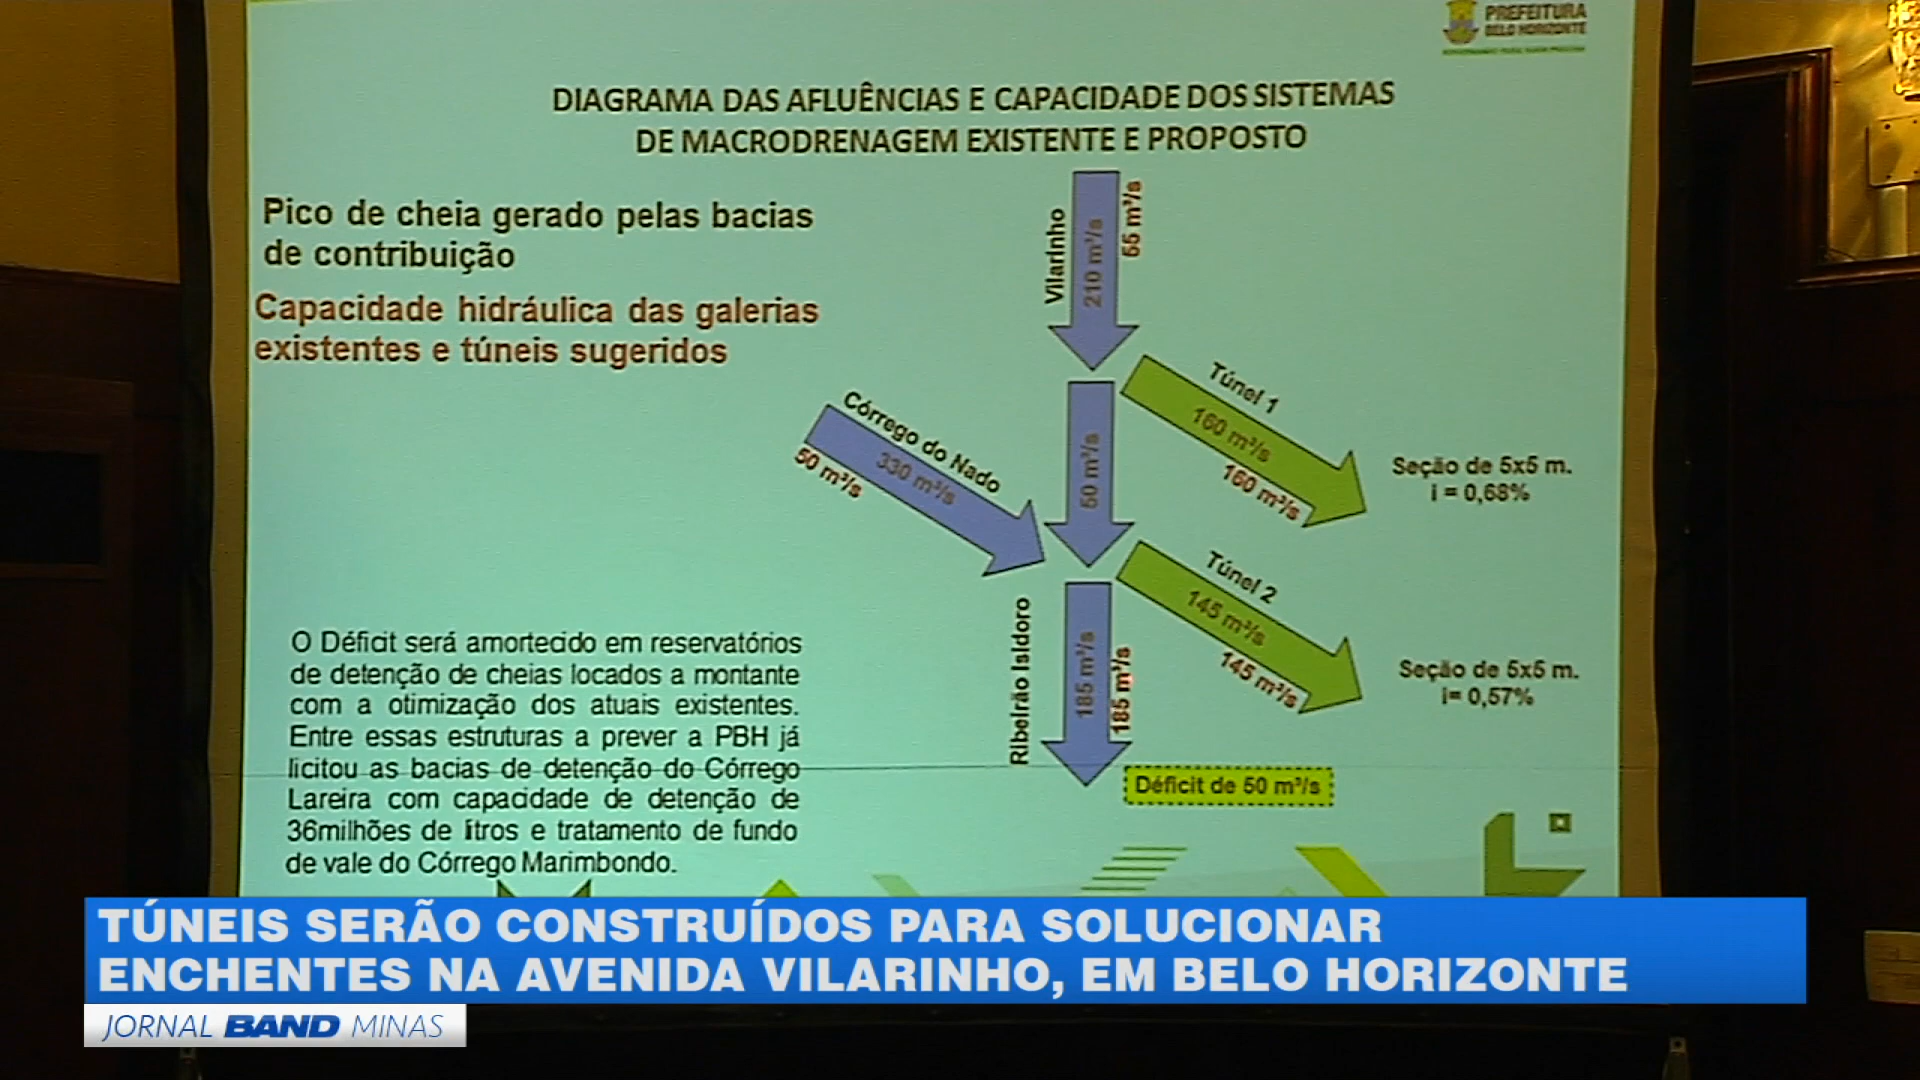 PREFEITURA
BELO HORIZONTE
DIAGRAMA DAS AFLUÊNCIAS E CAPACIDADE DOS SISTEMAS
DE MACRODRENAGEM EXISTENTE E PROPOSTO
Pico de cheia gerado pelas bacias
de contribuição
Capacidade hidráulica das galerias
existentes e túneis sugeridos
Vilarinho
210 m³/s
55 m³/s
Túnel 1
160 m³/s
160 m³/s
Seção de 5x5 m.
i = 0,68%
Córrego do Nado
330 m³/s
50 m³/s
50 m³/s
Túnel 2
145 m³/s
145 m³/s
Seção de 5x5 m.
i= 0,57%
Ribeirão Isidoro
185 m³/s
185 m³/s
Déficit de 50 m³/s
O Déficit será amortecido em reservatórios
de detenção de cheias locados a montante
com a otimização dos atuais existentes.
Entre essas estruturas a prever a PBH já
licitou as bacias de detenção do Córrego
Lareira com capacidade de detenção de
36milhões de litros e tratamento de fundo
de vale do Córrego Marimbondo.
TÚNEIS SERÃO CONSTRUÍDOS PARA SOLUCIONAR
ENCHENTES NA AVENIDA VILARINHO, EM BELO HORIZONTE
JORNAL BAND MINAS